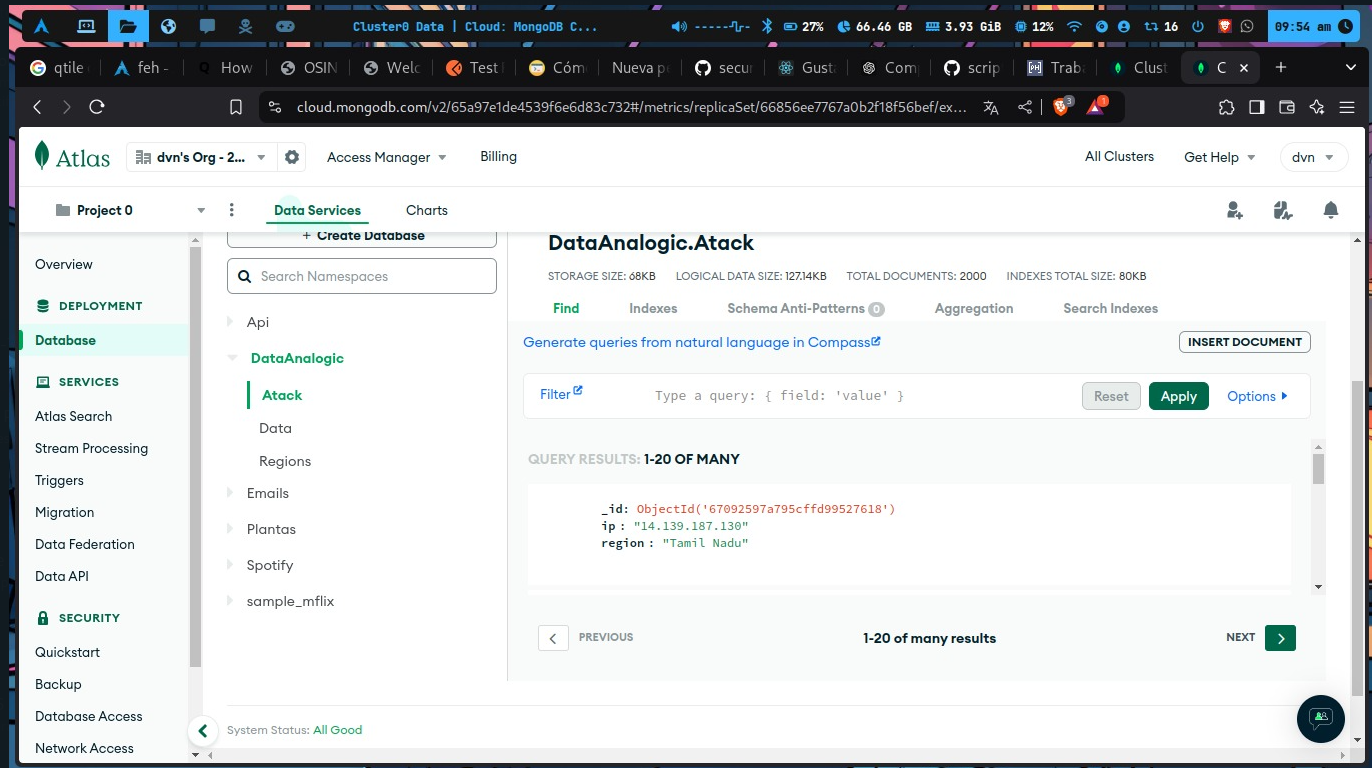 Cluster0 Data | Cloud: MongoDB C...
27%
66.46 GB
3.93 GiB
12%
16
09:54 am
qtile
feh -
How
OSIN
Welc
Test
Cómo
Nueva p
secur
Gusta
Com
scrip
Traba
Clust
C
cloud.mongodb.com/v2/65a97e1de4539f6e6d83c732#/metrics/replicaSet/66856ee7767a0b2f18f56bef/ex...
3
1
Atlas
dvn's Org - 2...
Access Manager
Billing
All Clusters
Get Help
dvn
Project 0
Data Services
Charts
Overview
DEPLOYMENT
Database
SERVICES
Atlas Search
Stream Processing
Triggers
Migration
Data Federation
Data API
SECURITY
Quickstart
Backup
Database Access
Network Access
+ Create Database
Search Namespaces
Api
DataAnalogic
Atack
Data
Regions
Emails
Plantas
Spotify
sample_mflix
DataAnalogic.Atack
STORAGE SIZE: 68KB LOGICAL DATA SIZE: 127.14KB TOTAL DOCUMENTS: 2000 INDEXES TOTAL SIZE: 80KB
Find Indexes Schema Anti-Patterns 0 Aggregation Search Indexes
Generate queries from natural language in Compass
INSERT DOCUMENT
Filter
Type a query: { field: 'value' }
Reset
Apply
Options
QUERY RESULTS: 1-20 OF MANY
_id: ObjectId('67092597a795cffd99527618')
ip : "14.139.187.130"
region : "Tamil Nadu"
PREVIOUS
1-20 of many results
NEXT
System Status: All Good